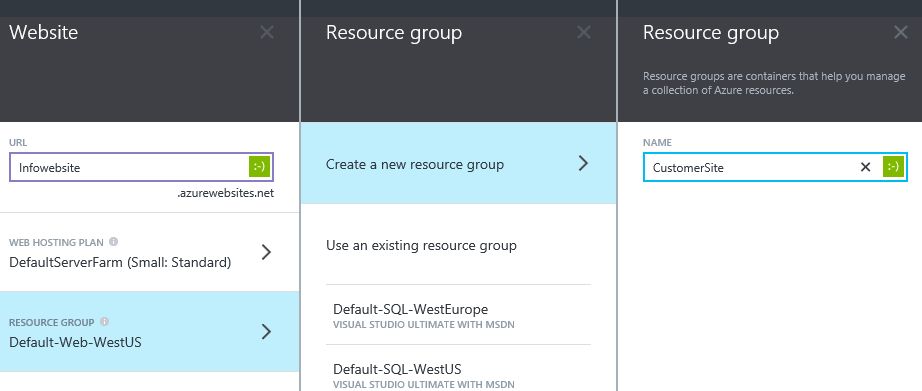 Website
URL
Infowebsite
:-)
.azurewebsites.net
WEB HOSTING PLAN
DefaultServerFarm (Small: Standard)
RESOURCE GROUP
Default-Web-WestUS
Resource group
Create a new resource group
Use an existing resource group
Default-SQL-WestEurope
VISUAL STUDIO ULTIMATE WITH MSDN
Default-SQL-WestUS
VISUAL STUDIO ULTIMATE WITH MSDN
Resource group
Resource groups are containers that help you manage
a collection of Azure resources.
NAME
CustomerSite
:-)